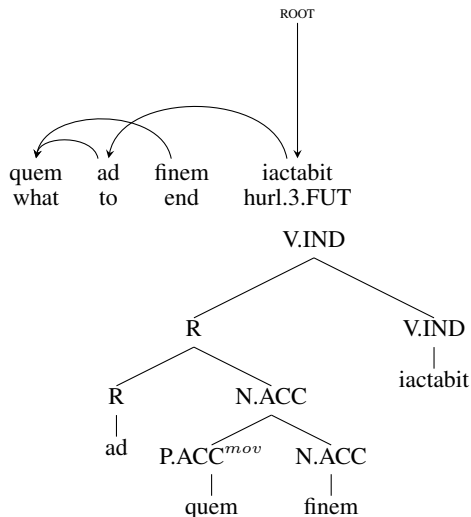 ROOT
quem ad finem iactabit
what to end hurl.3.FUT
V.IND
R V.IND
iactabit
R N.ACC
ad
P.ACC^mov N.ACC
quem finem